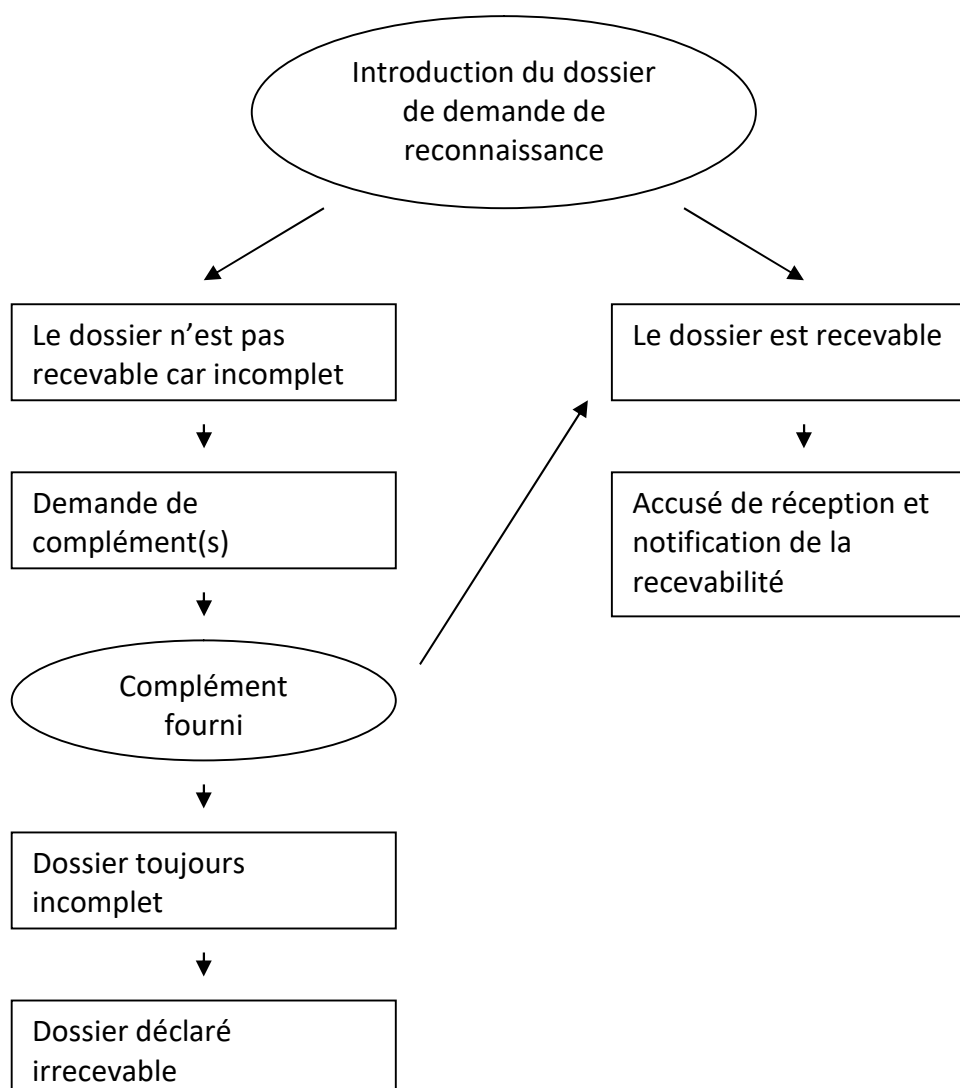 Introduction du dossier
de demande de
reconnaissance
Le dossier n’est pas
recevable car incomplet
Le dossier est recevable
Demande de
complément(s)
Accusé de réception et
notification de la
recevabilité
Complément
fourni
Dossier toujours
incomplet
Dossier déclaré
irrecevable